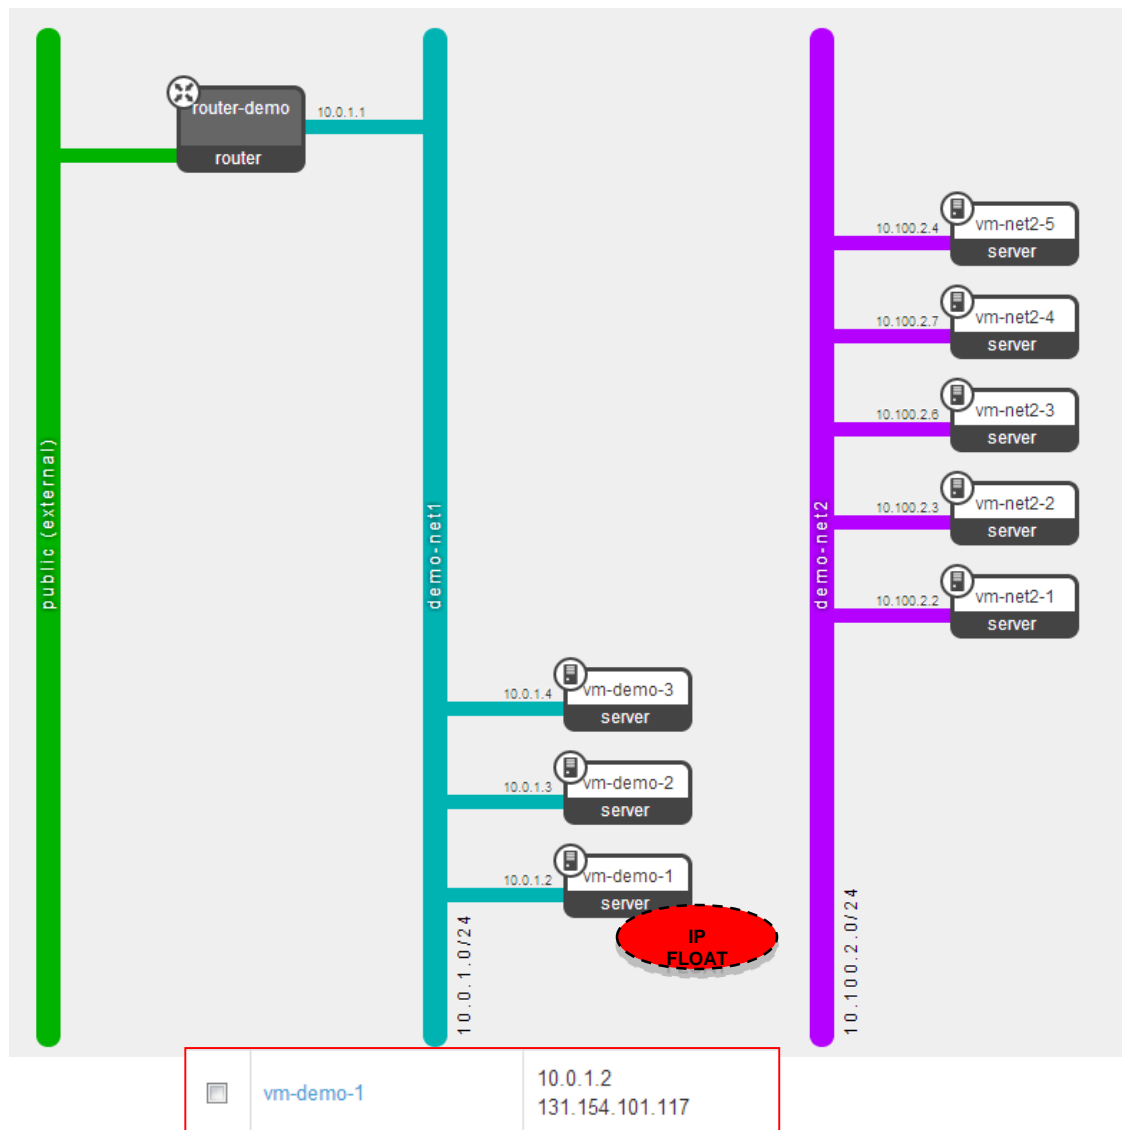 router-demo
router
10.0.1.1
public (external)
demo-net1
10.0.1.0/24
demo-net2
10.100.2.0/24
10.100.2.4
vm-net2-5
server
10.100.2.7
vm-net2-4
server
10.100.2.6
vm-net2-3
server
10.100.2.3
vm-net2-2
server
10.100.2.2
vm-net2-1
server
10.0.1.4
vm-demo-3
server
10.0.1.3
vm-demo-2
server
10.0.1.2
vm-demo-1
server
IP
FLOAT
vm-demo-1
10.0.1.2
131.154.101.117